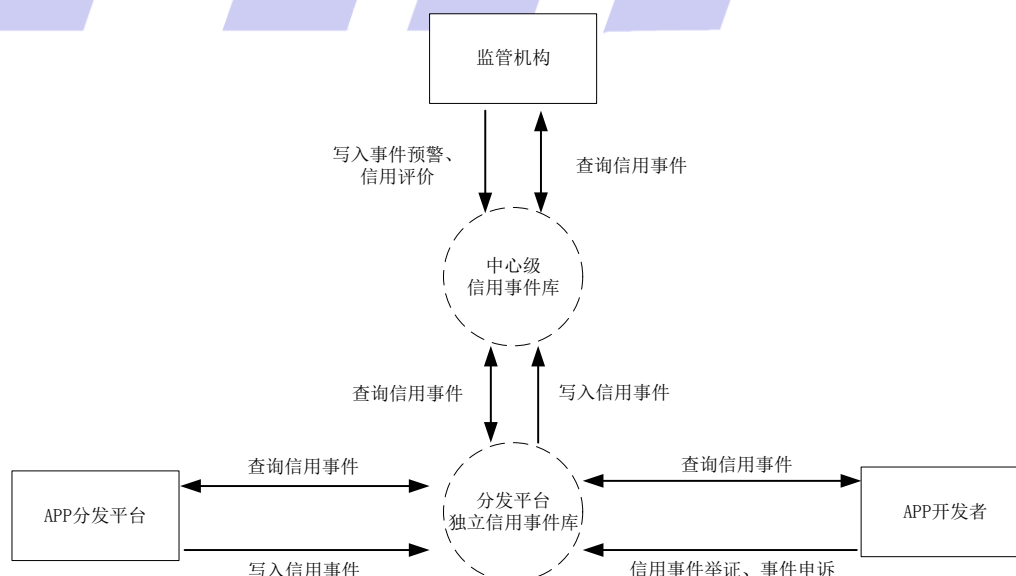 监管机构
写入事件预警、
信用评价
查询信用事件
中心级
信用事件库
查询信用事件
写入信用事件
查询信用事件
查询信用事件
APP分发平台
分发平台
独立信用事件库
APP开发者
写入信用事件
信用事件举证、事件申诉